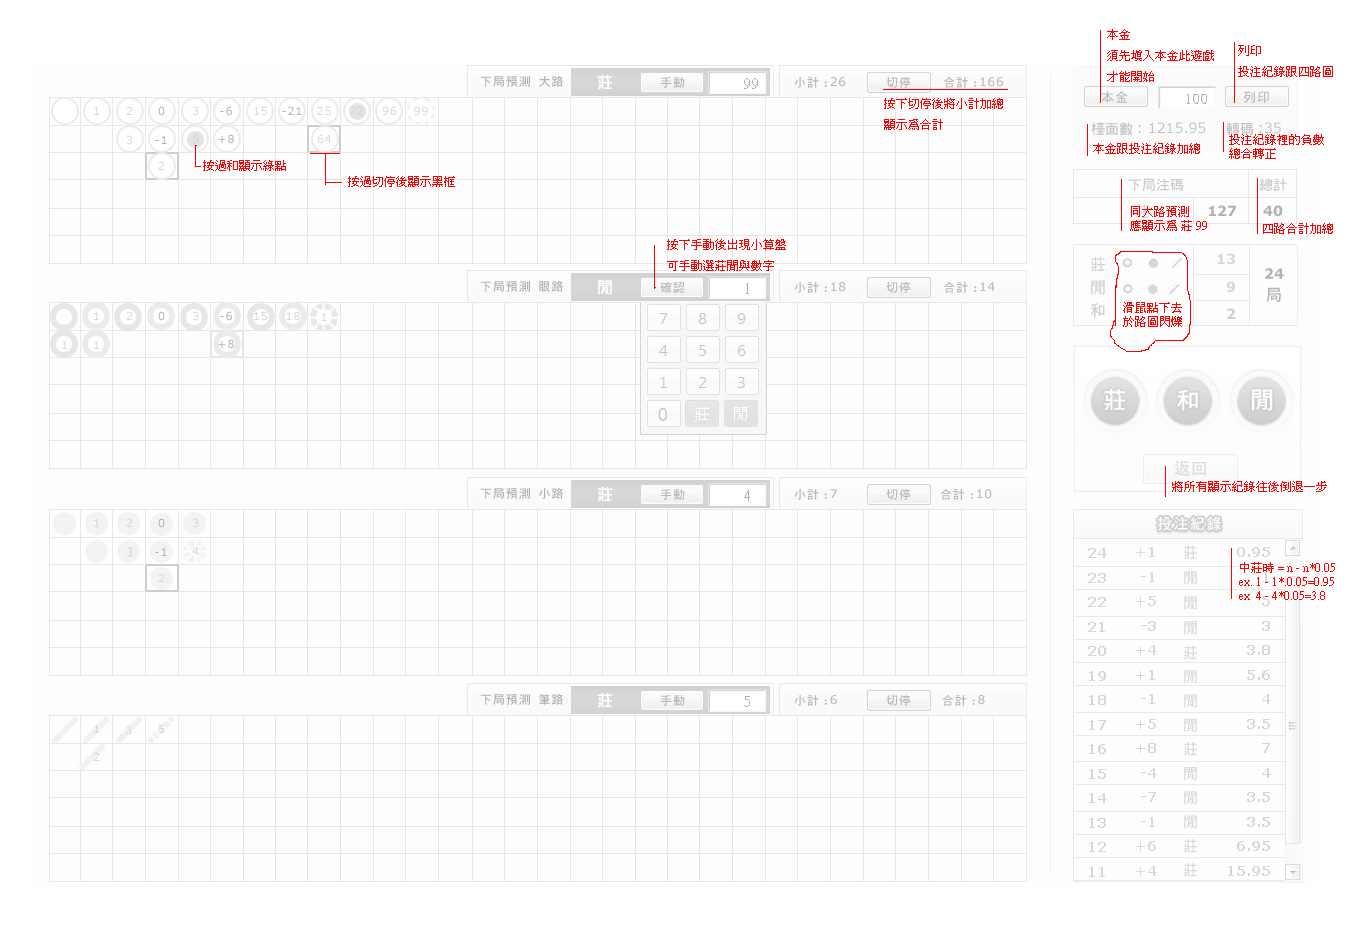 本金
須先塡入本金此遊戲
才能開始
列印
投注紀錄跟四路圖
下局預測 大路 莊 手動 99 小計:26 切停 合計:166
按下切停後將小計加總
顯示爲合計
本金 100 列印
檯面數:1215.95 轉碼:35
本金跟投注紀錄加總
投注紀錄裡的負數
總合轉正
1 2 0 3 -6 15 -21 25 72 96 99
3 -1 5 +8 64
2
按過和顯示綠點
按過切停後顯示黑框
下局注碼 總計
127 40
同大路預測
應顯示爲 莊 99
四路合計加總
按下手動後出現小算盤
可手動選莊閒與數字
下局預測 眼路 閒 確認 1 小計:18 切停 合計:14
1 2 0 3 -6 15 18 1
1 1 +8
7 8 9
4 5 6
1 2 3
0 莊 閒
莊 13
閒 9
和 2
24
局
滑鼠點下去
於路圖閃爍
莊 和 閒
返回
將所有顯示紀錄往後倒退一步
下局預測 小路 莊 手動 4 小計:7 切停 合計:10
1 2 0 3
3 -1 4
2
投注紀錄
24 +1 莊 0.95
中莊時 = n - n*0.05
ex. 1 - 1*.0.05=0.95
ex 4 - 4*0.05=3.8
23 -1 閒
22 +5 閒 5
21 -3 閒 3
20 +4 莊 3.8
19 +1 閒 5.6
18 -1 閒 4
17 +5 閒 3.5
16 +8 莊 7
15 -4 閒 4
14 -7 閒 3.5
13 -1 閒 3.5
12 +6 莊 6.95
11 +4 莊 15.95
下局預測 筆路 莊 手動 5 小計:6 切停 合計:8
1 3 5
2